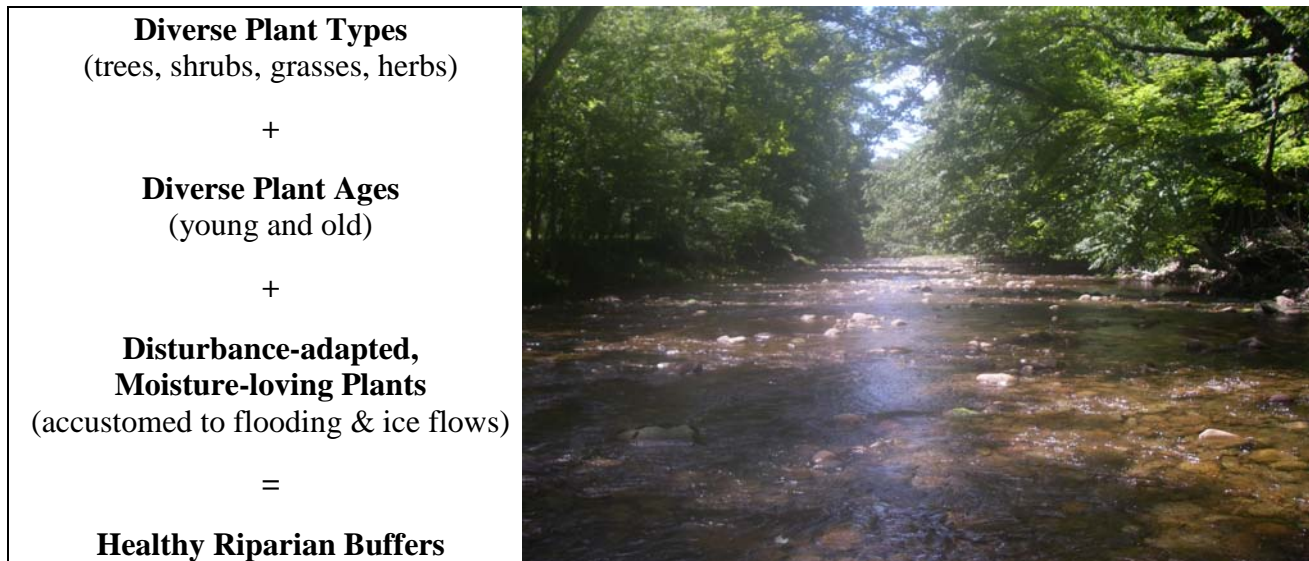 Diverse Plant Types
(trees, shrubs, grasses, herbs)
+
Diverse Plant Ages
(young and old)
+
Disturbance-adapted,
Moisture-loving Plants
(accustomed to flooding & ice flows)
=
Healthy Riparian Buffers